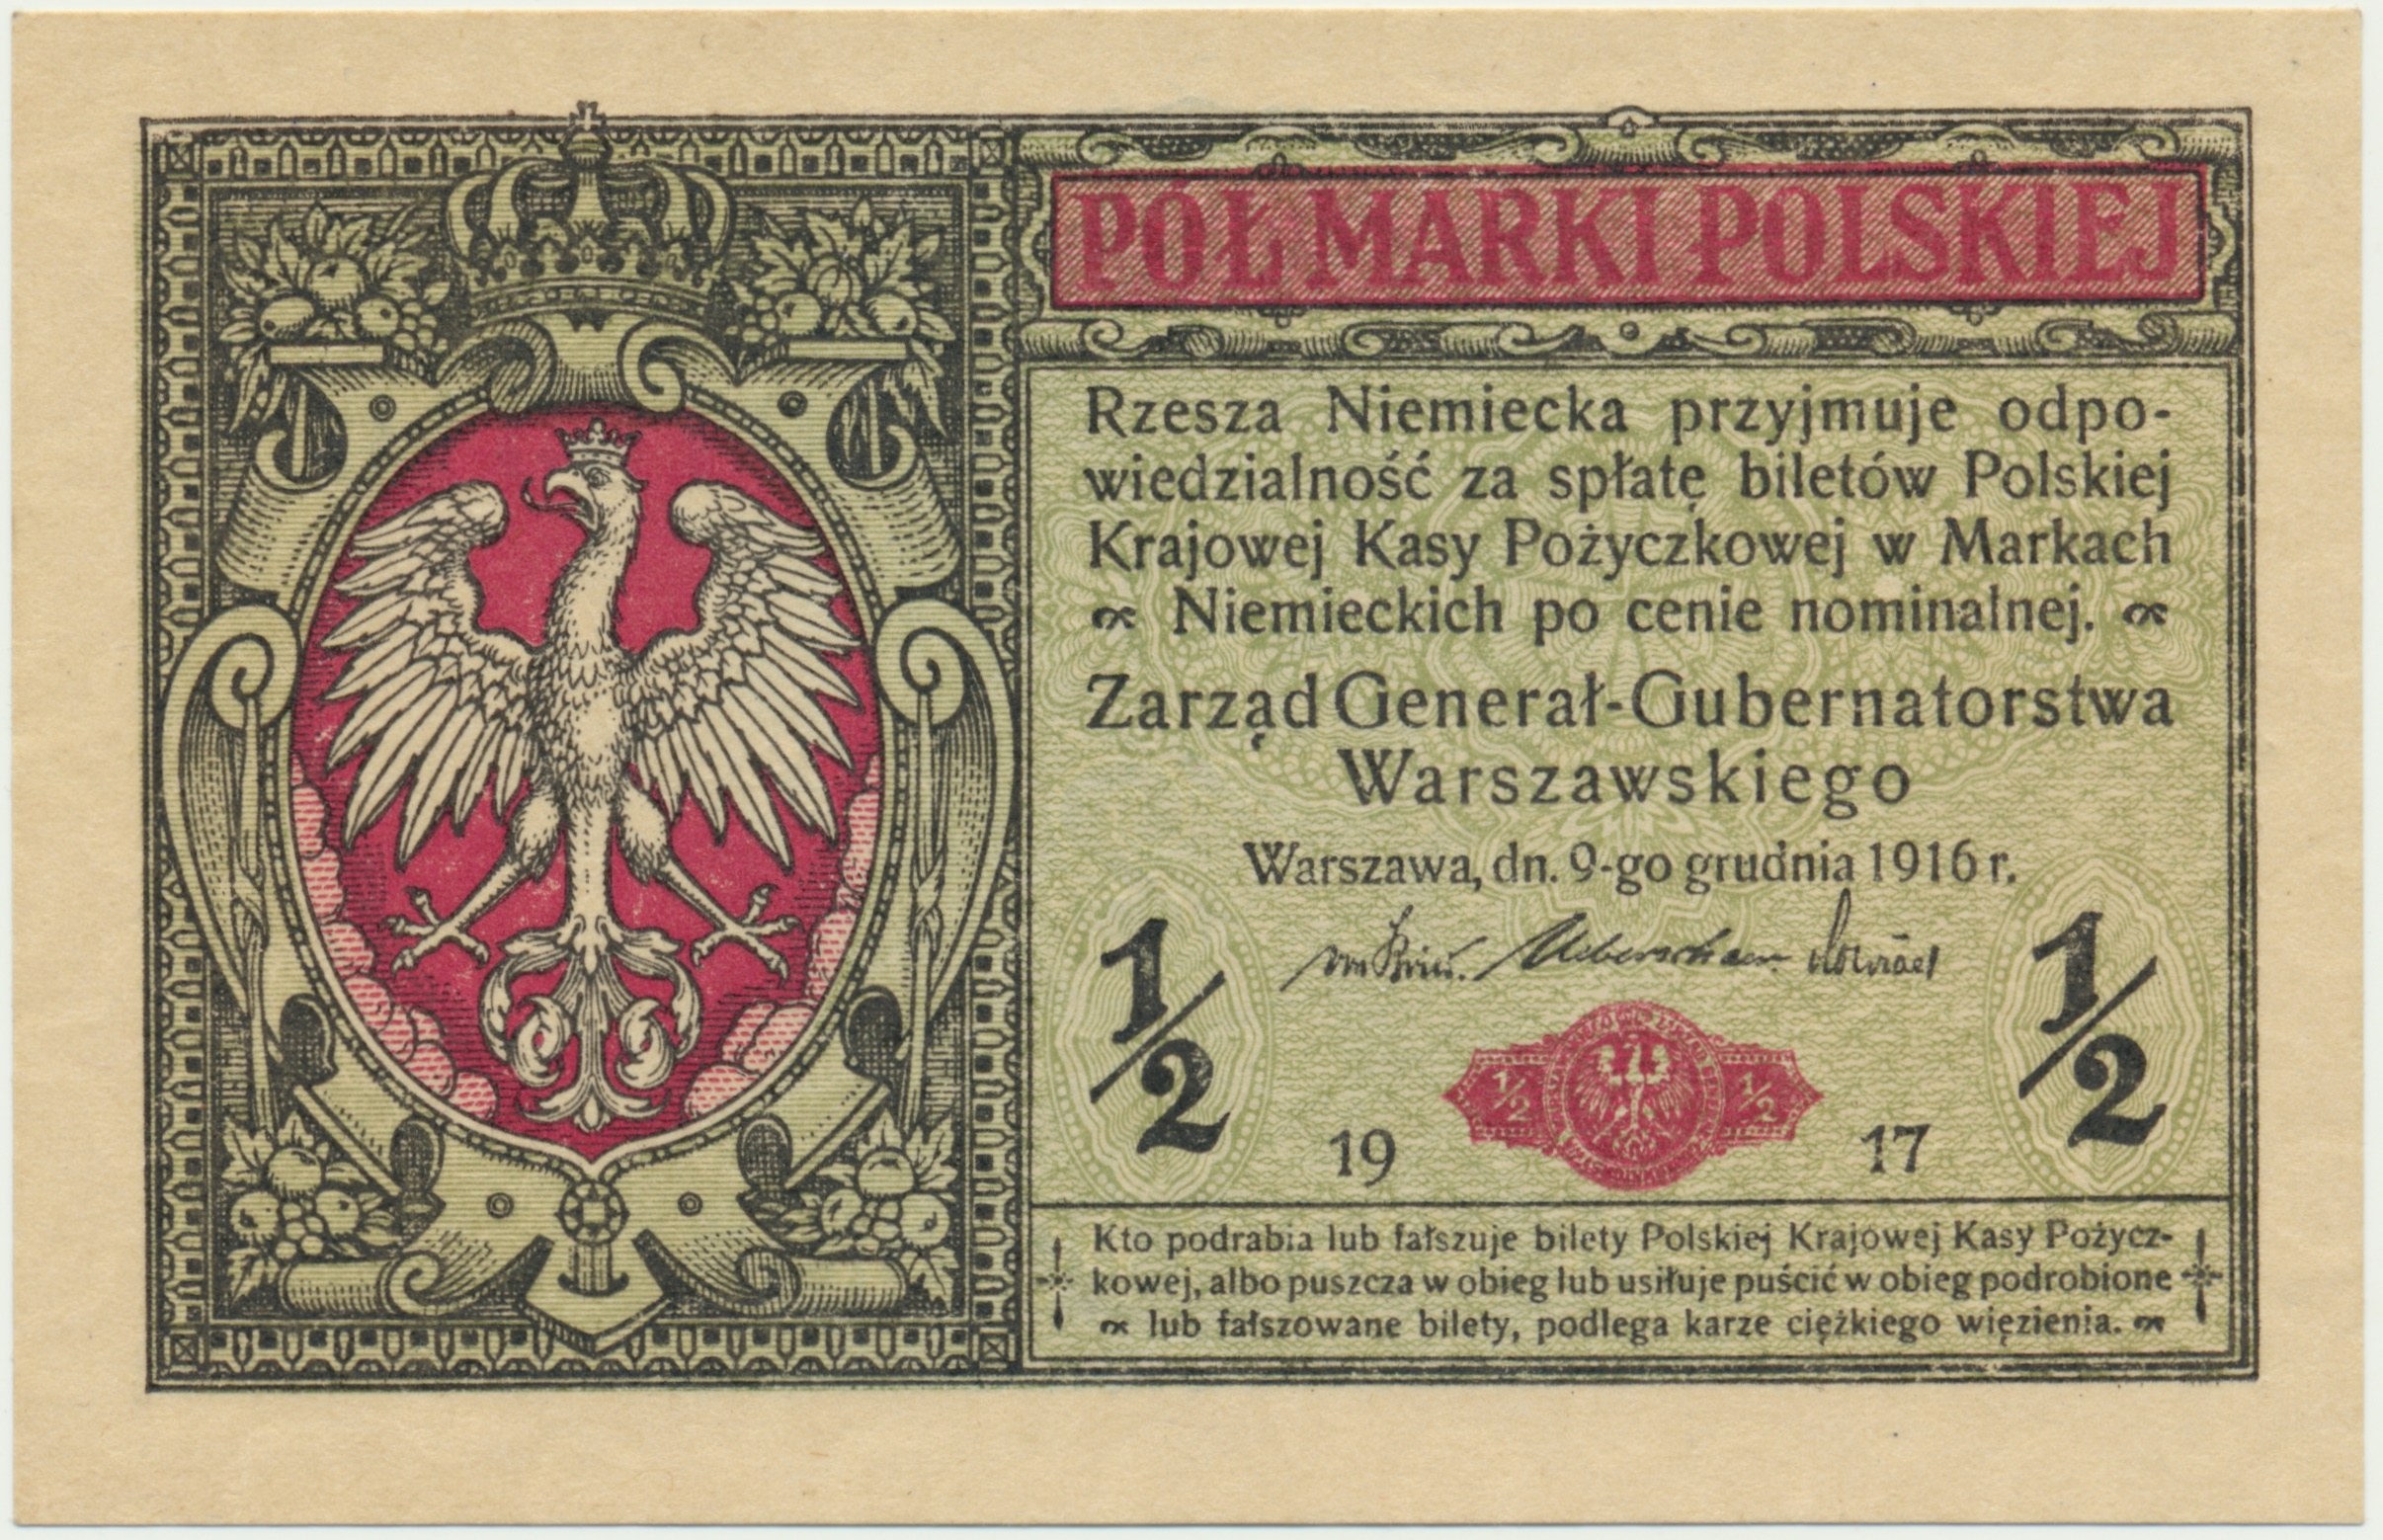 PÓŁ MARKI POLSKIEJ
Rzesza Niemiecka przyjmuje odpo-
wiedzialność za spłatę biletów Polskiej
Krajowej Kasy Pożyczkowej w Markach
Niemieckich po cenie nominalnej.
Zarząd Generał-Gubernatorstwa
Warszawskiego
Warszawa, dn. 9-go grudnia 1916 r.
1/2 1/2
1/2 1/2
19 17
Kto podrabia lub fałszuje bilety Polskiej Krajowej Kasy Pożycz-
kowej, albo puszcza w obieg lub usiłuje puścić w obieg podrobione
lub fałszowane bilety, podlega karze ciężkiego więzienia.